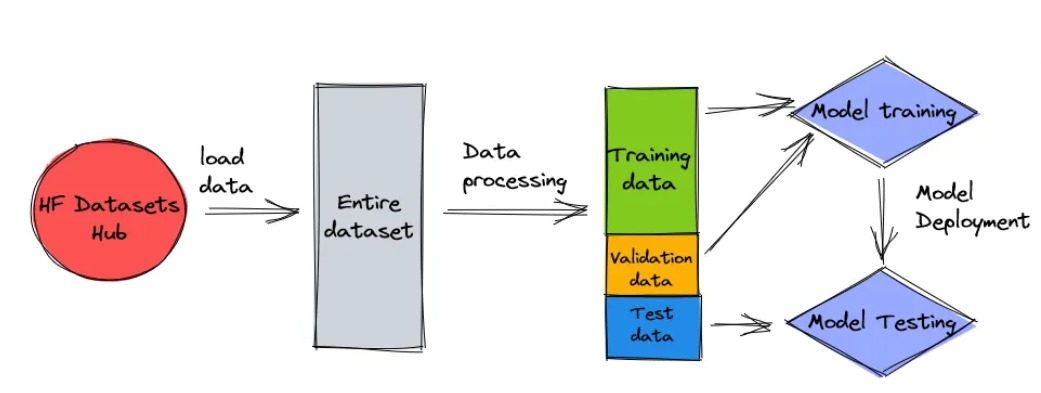 HF Datasets
Hub
load
data
Entire
dataset
Data
processing
Training
data
Validation
data
Test
data
Model training
Model
Deployment
Model Testing